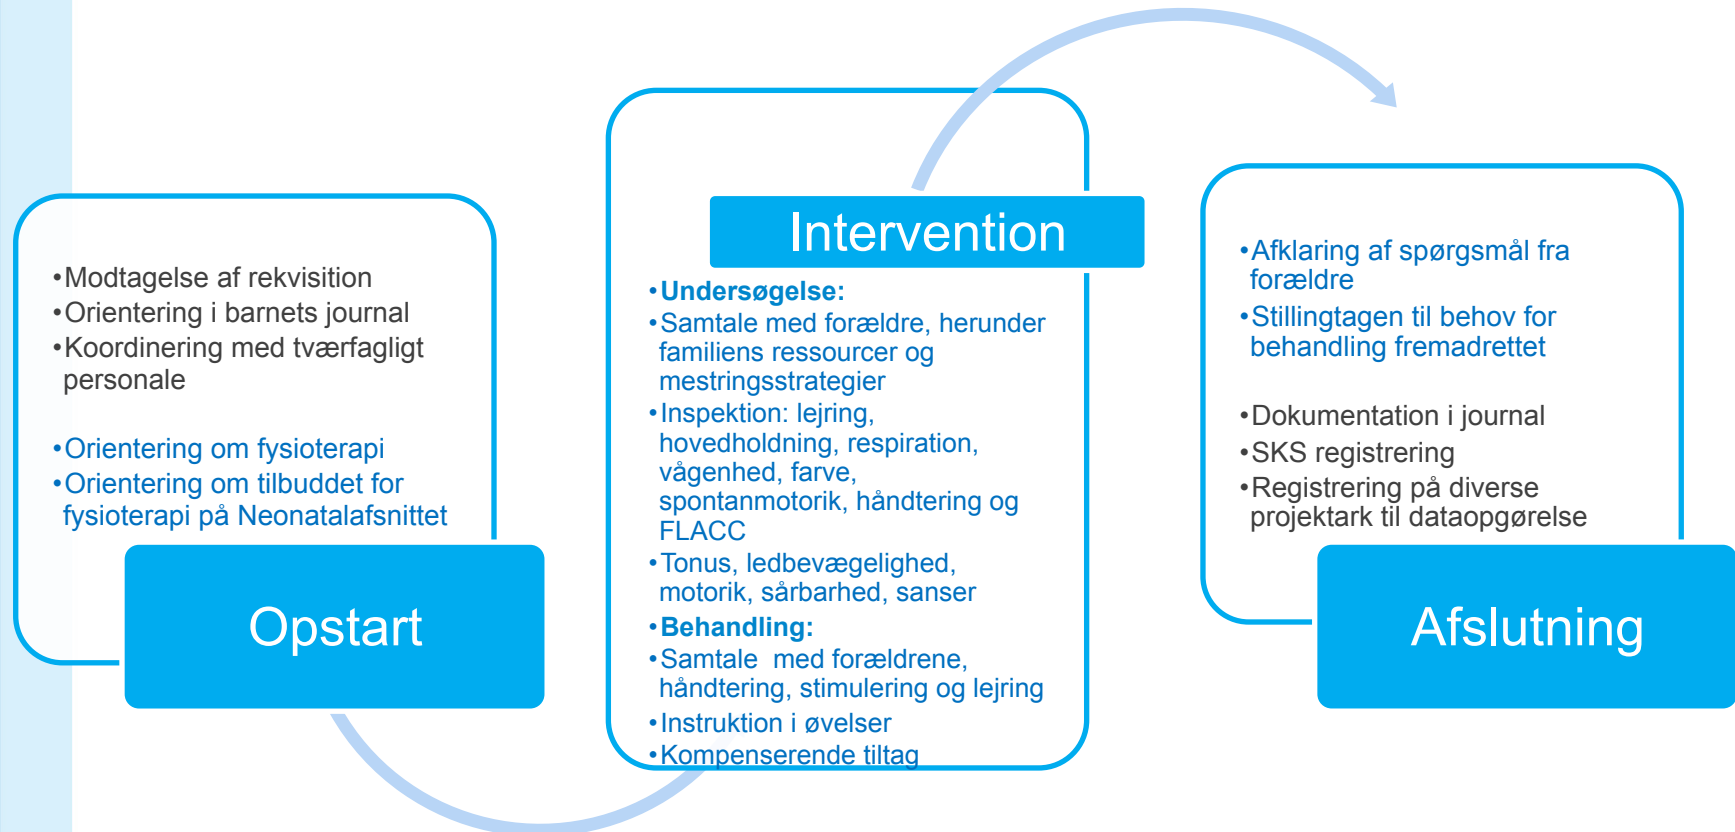 •Modtagelse af rekvisition
•Orientering i barnets journal
•Koordinering med tværfagligt
personale
•Orientering om fysioterapi
•Orientering om tilbuddet for
fysioterapi på Neonatalafsnittet
Opstart
Intervention
•Undersøgelse:
•Samtale med forældre, herunder
familiens ressourcer og
mestringsstrategier
•Inspektion: lejring,
hovedholdning, respiration,
vågenhed, farve,
spontanmotorik, håndtering og
FLACC
•Tonus, ledbevægelighed,
motorik, sårbarhed, sanser
•Behandling:
•Samtale  med forældrene,
håndtering, stimulering og lejring
•Instruktion i øvelser
•Kompenserende tiltag
•Afklaring af spørgsmål fra
forældre
•Stillingtagen til behov for
behandling fremadrettet
•Dokumentation i journal
•SKS registrering
•Registrering på diverse
projektark til dataopgørelse
Afslutning